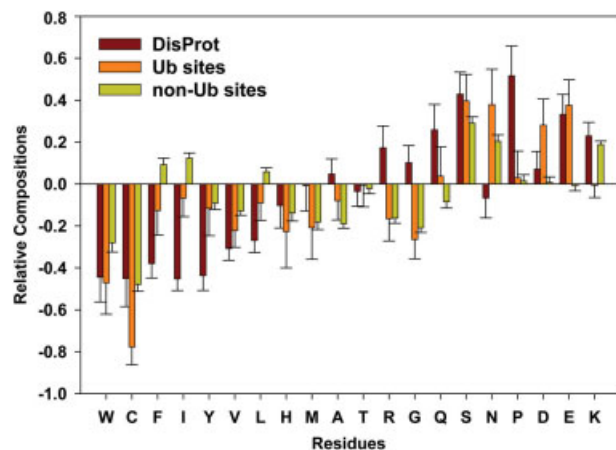 0.8
0.6
0.4
0.2
0.0
-0.2
-0.4
-0.6
-0.8
-1.0
Relative Compositions
DisProt
Ub sites
non-Ub sites
W C F I Y V L H M A T R G Q S N P D E K
Residues